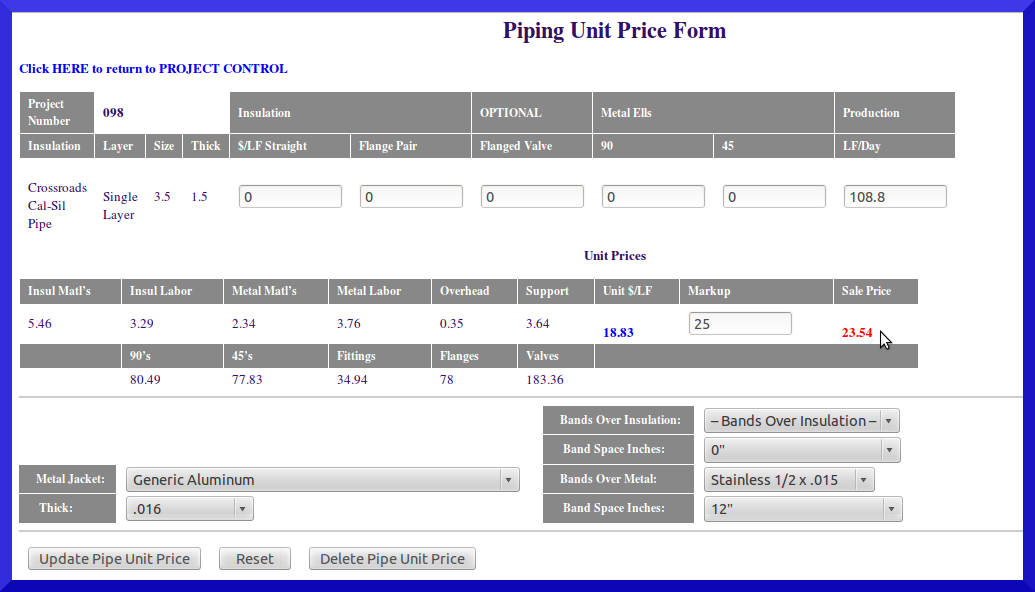 Piping Unit Price Form
Click HERE to return to PROJECT CONTROL
Project Number 098 Insulation OPTIONAL Metal Ells Production
Insulation Layer Size Thick $/LF Straight Flange Pair Flanged Valve 90 45 LF/Day
Crossroads Cal-Sil Pipe Single Layer 3.5 1.5 0 0 0 0 0 108.8
Unit Prices
Insul Matl's Insul Labor Metal Matl's Metal Labor Overhead Support Unit $/LF Markup Sale Price
5.46 3.29 2.34 3.76 0.35 3.64 18.83 25 23.54
90's 45's Fittings Flanges Valves
80.49 77.83 34.94 78 183.36
Bands Over Insulation: – Bands Over Insulation –
Band Space Inches: 0"
Metal Jacket: Generic Aluminum Bands Over Metal: Stainless 1/2 x .015
Thick: .016 Band Space Inches: 12"
Update Pipe Unit Price Reset Delete Pipe Unit Price